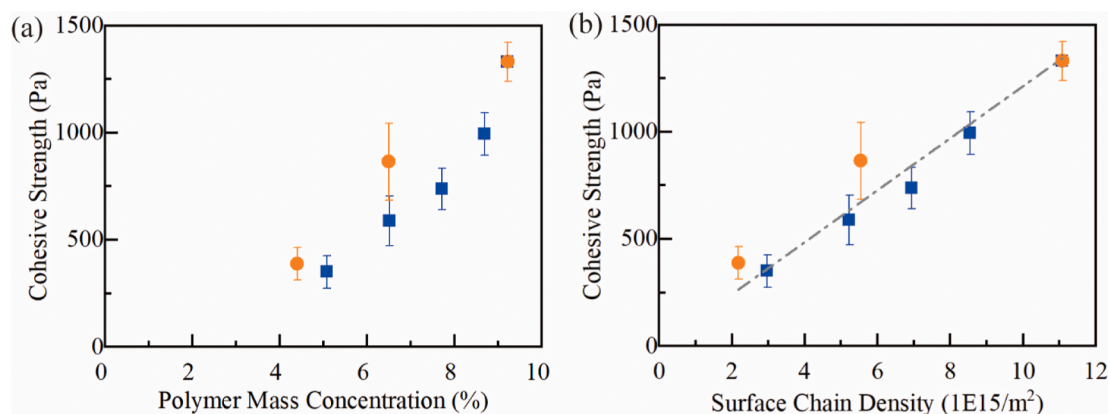 (a)
1500
1000
500
0
Cohesive Strength (Pa)
0 2 4 6 8 10
Polymer Mass Concentration (%)
(b)
1500
1000
500
0
Cohesive Strength (Pa)
0 2 4 6 8 10 12
Surface Chain Density (1E15/m²)